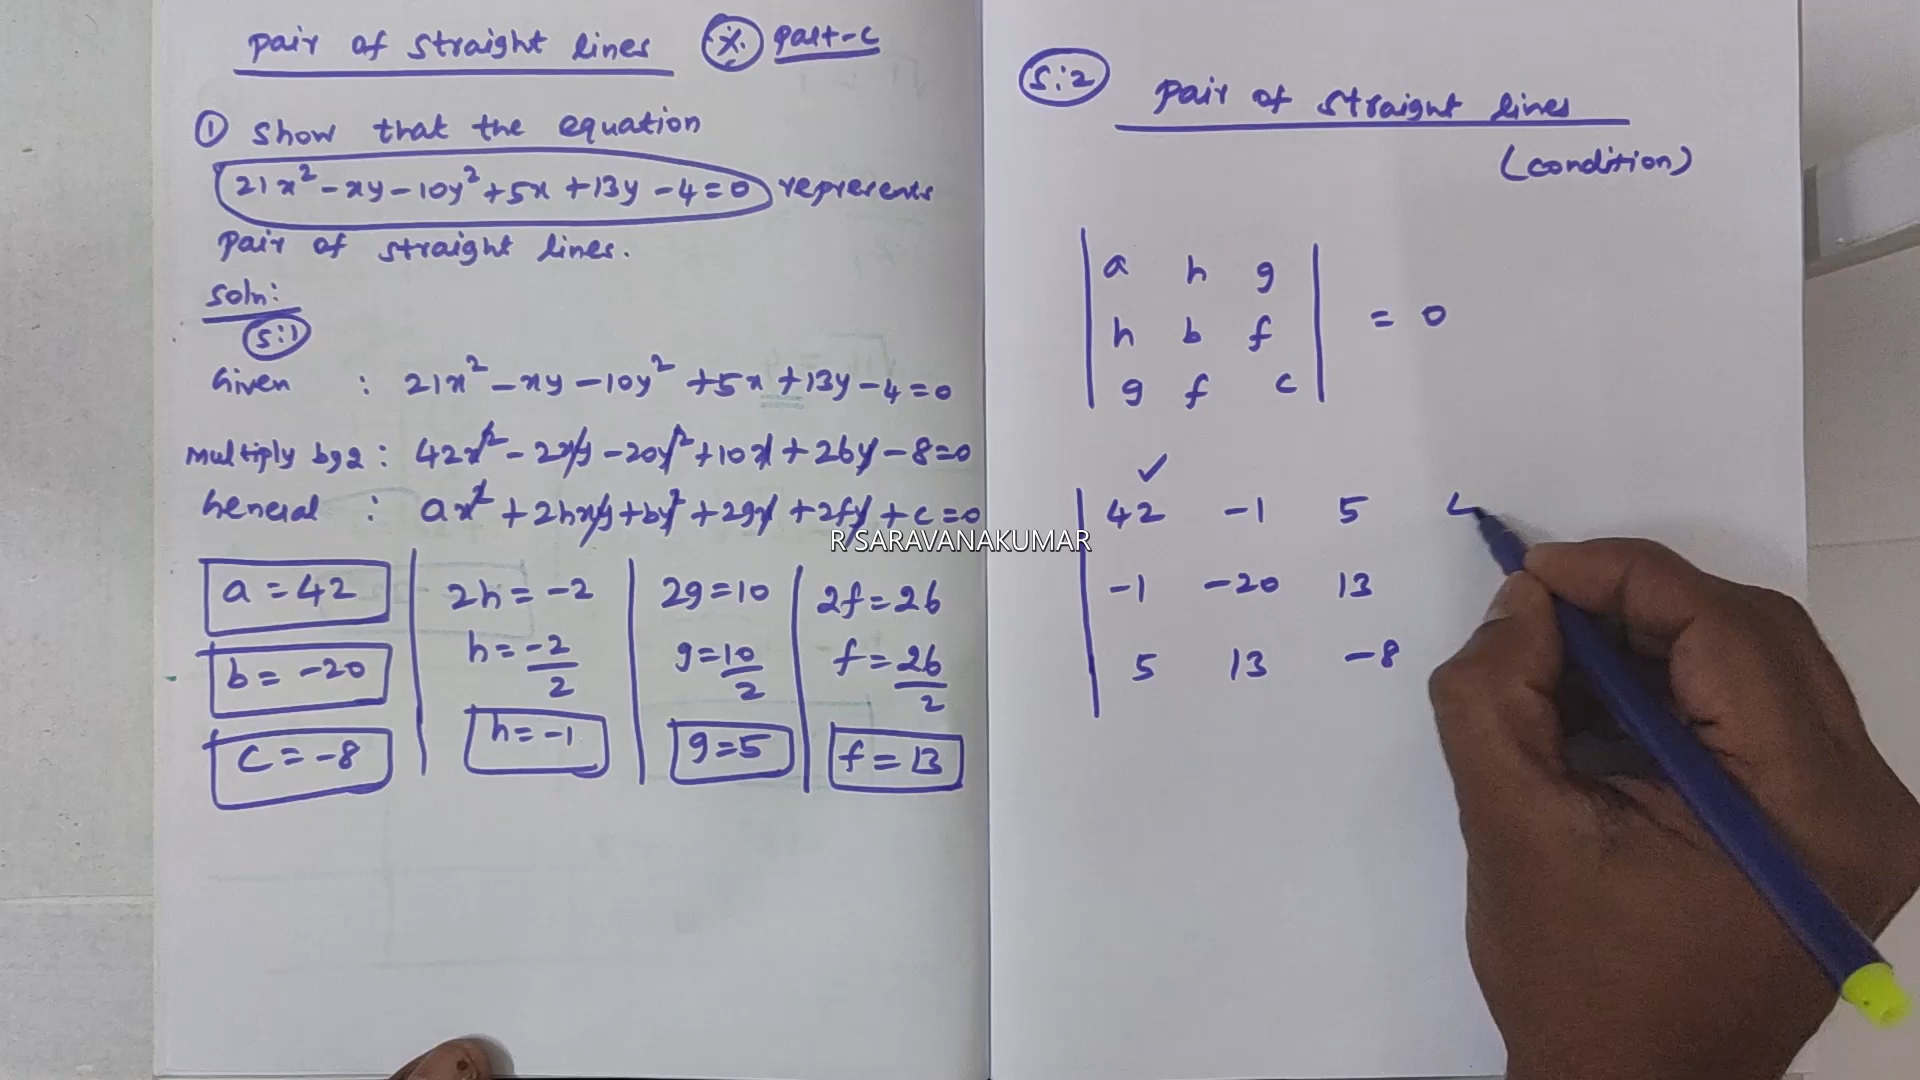 pair of straight lines X. part-c
① Show that the equation
21x² - xy - 10y² + 5x + 13y - 4 = 0 represents
pair of straight lines.
soln:
S:1
Given : 21x² - xy - 10y² + 5x + 13y - 4 = 0
multiply by 2 : 42x² - 2xy - 20y² + 10x + 26y - 8 = 0
General : ax² + 2hxy + by² + 2gx + 2fy + c = 0
a = 42 | 2h = -2 | 2g = 10 | 2f = 26
b = -20 | h = -2/2 | g = 10/2 | f = 26/2
c = -8 | h = -1 | g = 5 | f = 13
S:2 pair of straight lines
(condition)
| a h g |
| h b f | = 0
| g f c |
✓
| 42 -1 5
| -1 -20 13
| 5 13 -8
R SARAVANAKUMAR